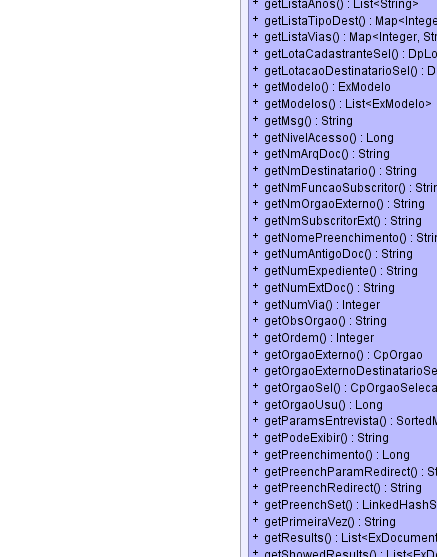 + getListaAnos() : List<String>
+ getListaTipoDest() : Map<Intege
+ getListaVias() : Map<Integer, Str
+ getLotaCadastranteSel() : DpLo
+ getLotacaoDestinatarioSel() : D
+ getModelo() : ExModelo
+ getModelos() : List<ExModelo>
+ getMsg() : String
+ getNivelAcesso() : Long
+ getNmArqDoc() : String
+ getNmDestinatario() : String
+ getNmFuncaoSubscritor() : Strin
+ getNmOrgaoExterno() : String
+ getNmSubscritorExt() : String
+ getNomePreenchimento() : Strin
+ getNumAntigoDoc() : String
+ getNumExpediente() : String
+ getNumExtDoc() : String
+ getNumVia() : Integer
+ getObsOrgao() : String
+ getOrdem() : Integer
+ getOrgaoExterno() : CpOrgao
+ getOrgaoExternoDestinatarioSe
+ getOrgaoSel() : CpOrgaoSeleca
+ getOrgaoUsu() : Long
+ getParamsEntrevista() : SortedM
+ getPodeExibir() : String
+ getPreenchimento() : Long
+ getPreenchParamRedirect() : St
+ getPreenchRedirect() : String
+ getPreenchSet() : LinkedHashS
+ getPrimeiraVez() : String
+ getResults() : List<ExDocument
+ getShowedResults() : List<ExDo